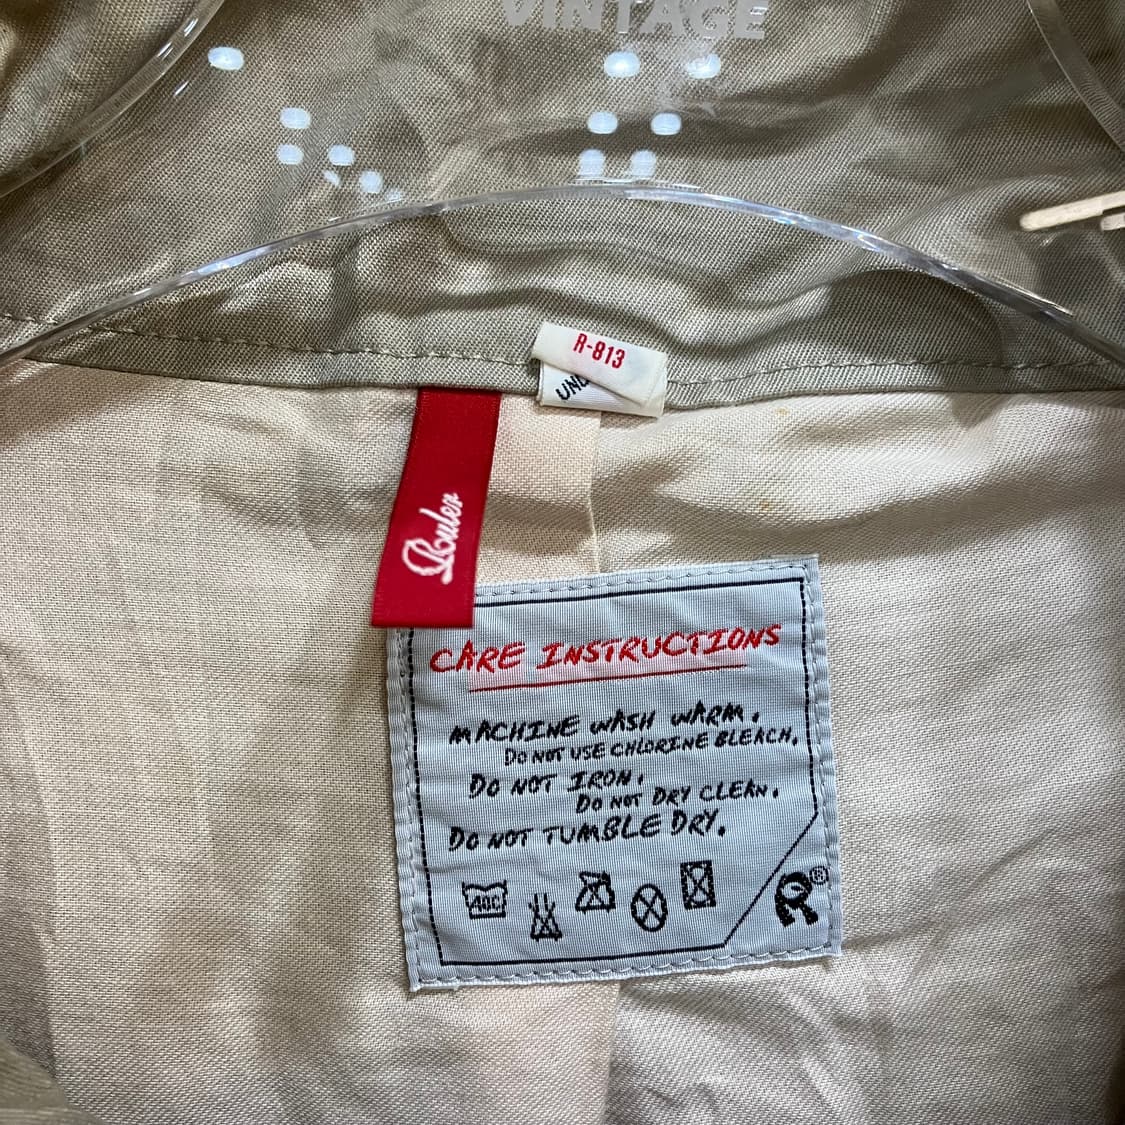 VINTAGE
R-813
Ruler
CARE INSTRUCTIONS
MACHINE WASH WARM.
DO NOT USE CHLORINE BLEACH.
DO NOT IRON.
DO NOT DRY CLEAN.
DO NOT TUMBLE DRY.
40C
R®